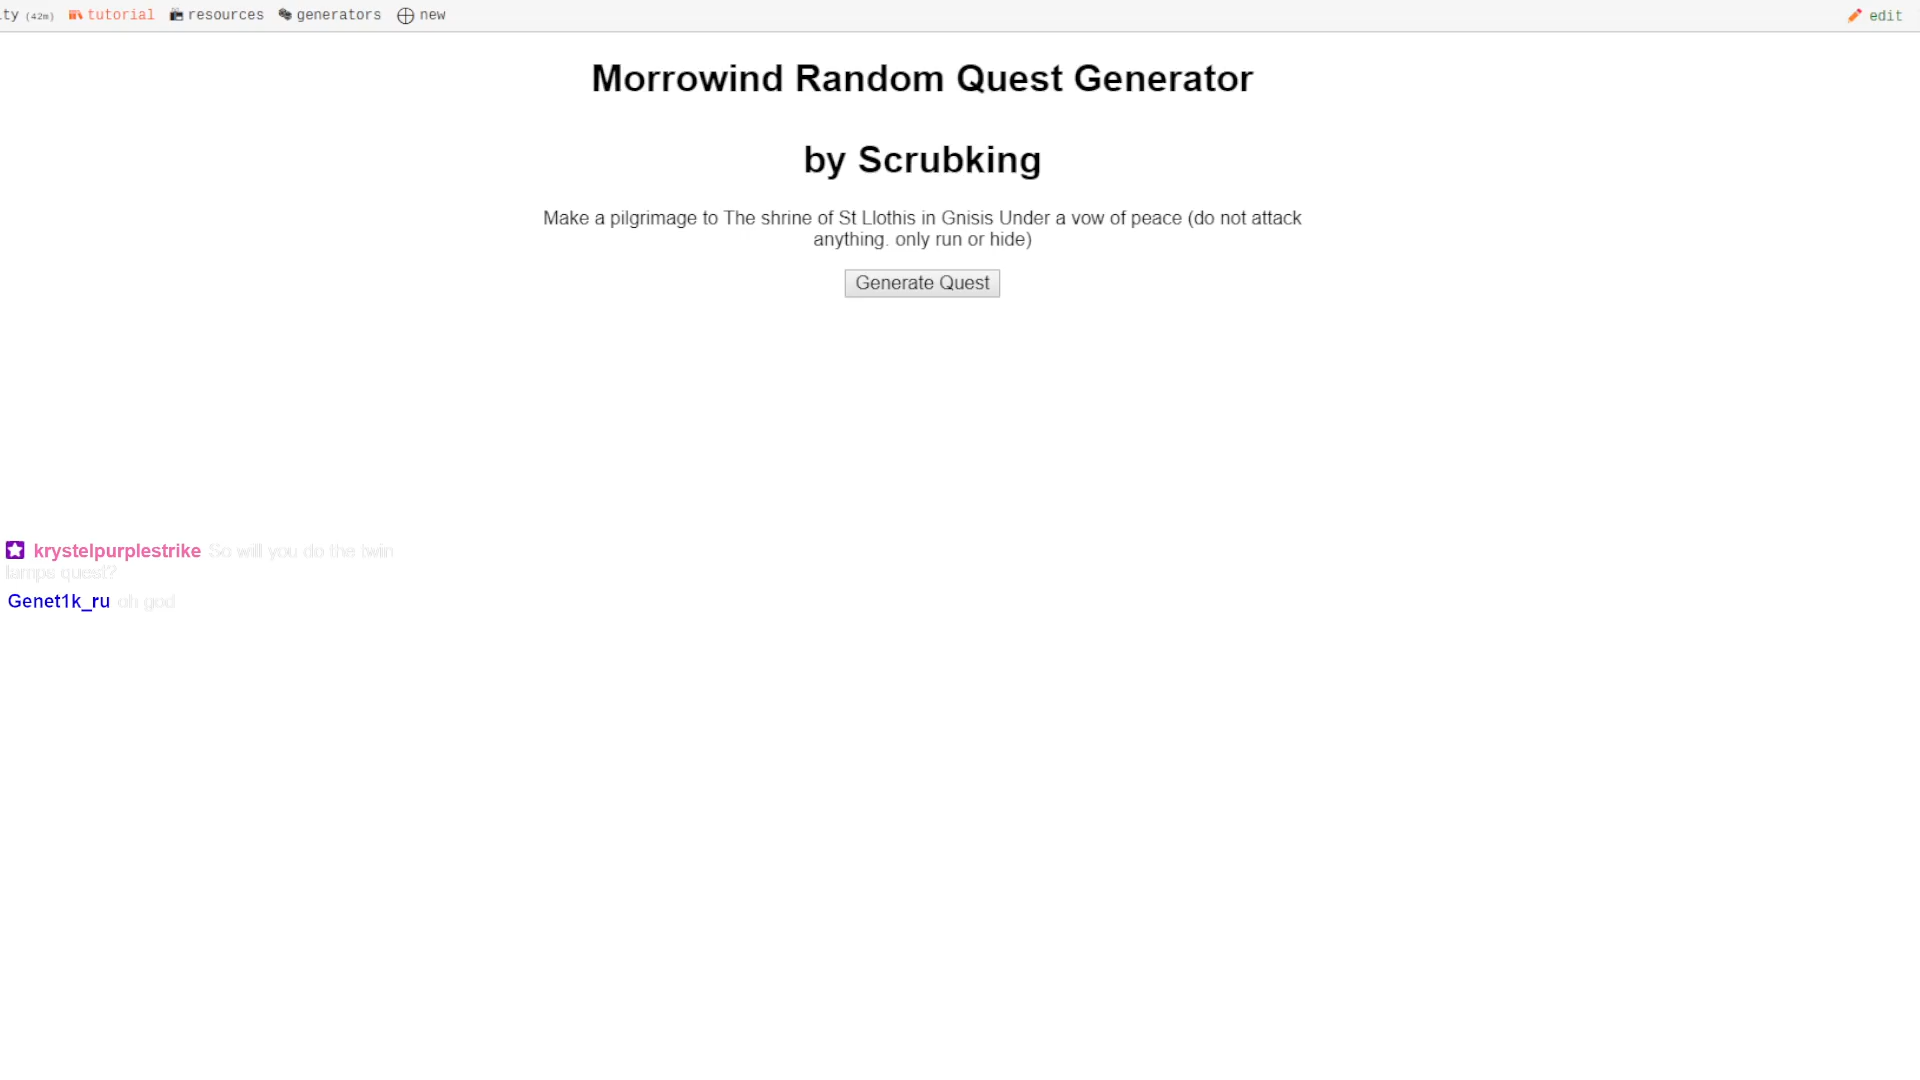 ty (42m) tutorial resources generators new edit
Morrowind Random Quest Generator
by Scrubking
Make a pilgrimage to The shrine of St Llothis in Gnisis Under a vow of peace (do not attack
anything. only run or hide)
Generate Quest
krystelpurplestrike So will you do the twin
lamps quest?
Genet1k_ru oh god